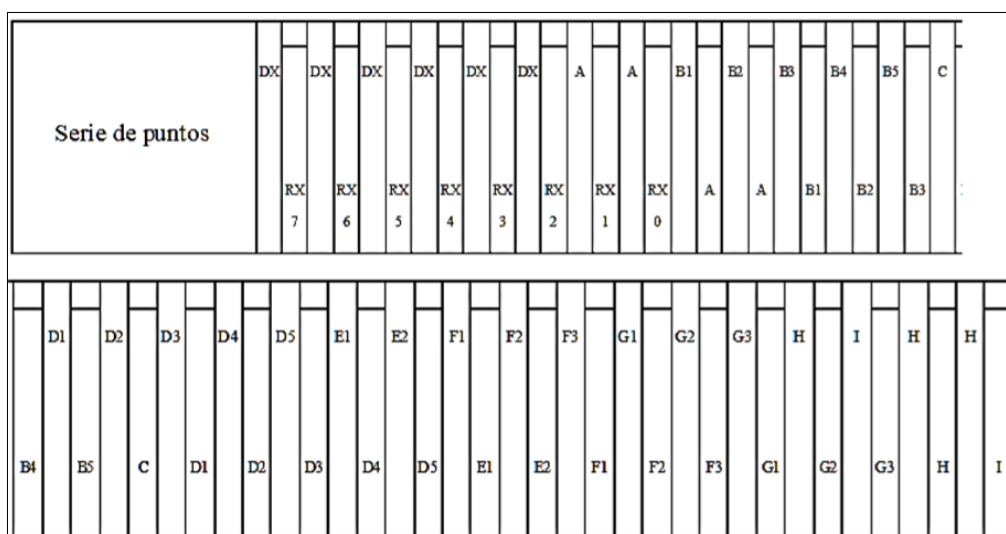 DX DX DX DX DX DX A A B1 B2 B3 B4 B5 C
Serie de puntos
RX RX RX RX RX RX RX RX A A B1 B2 B3
7 6 5 4 3 2 1 0
D1 D2 D3 D4 D5 E1 E2 F1 F2 F3 G1 G2 G3 H I H H
B4 B5 C D1 D2 D3 D4 D5 E1 E2 F1 F2 F3 G1 G2 G3 H I